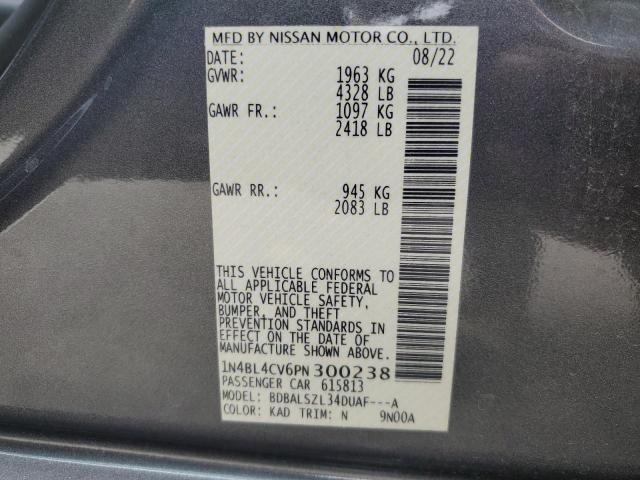 MFD BY NISSAN MOTOR CO., LTD.
DATE: 08/22
GVWR: 1963 KG
4328 LB
GAWR FR.: 1097 KG
2418 LB
GAWR RR.: 945 KG
2083 LB
THIS VEHICLE CONFORMS TO
ALL APPLICABLE FEDERAL
MOTOR VEHICLE SAFETY,
BUMPER, AND THEFT
PREVENTION STANDARDS IN
EFFECT ON THE DATE OF
MANUFACTURE SHOWN ABOVE.
1N4BL4CV6PN300238
PASSENGER CAR 615813
MODEL: BDBALSZL34DUAF---A
COLOR: KAD TRIM: N 9N00A